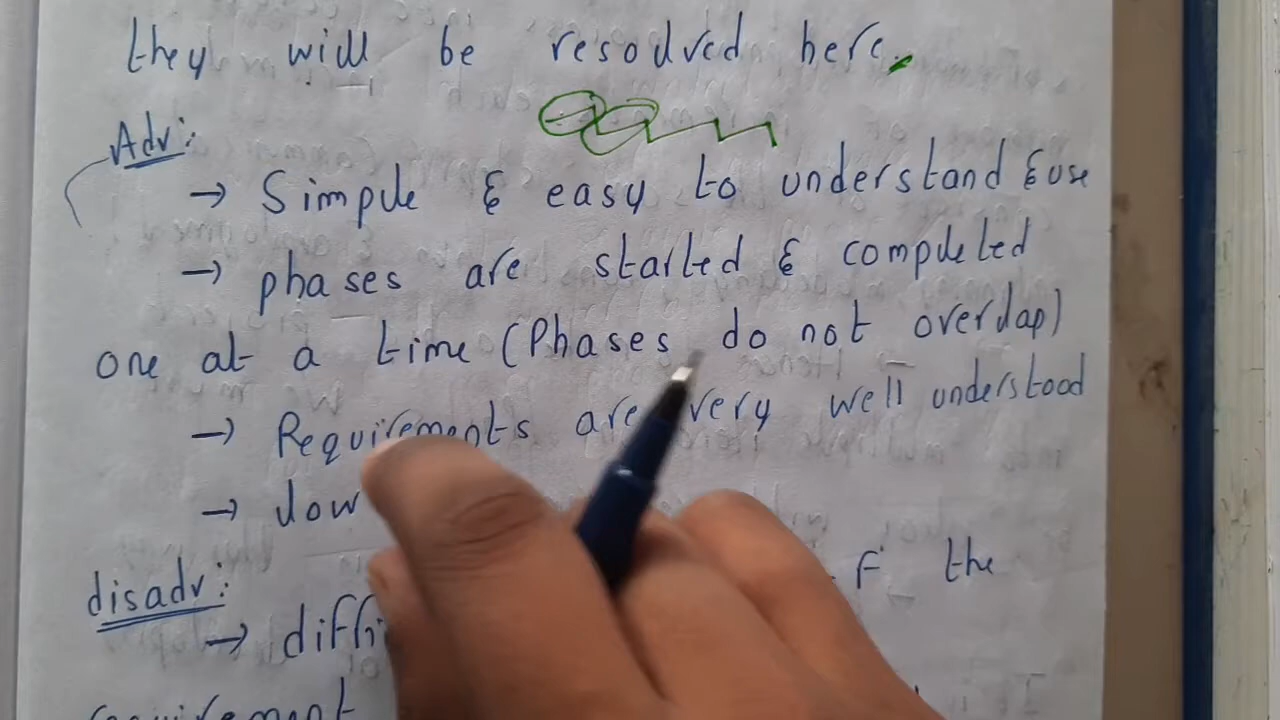 they will be resolved here.
Adv:
→ Simple & easy to understand & use
→ phases are started & completed
one at a time (Phases do not overlap)
→ Requirements are very well understood
→ low
disadv:
→ the
requirement